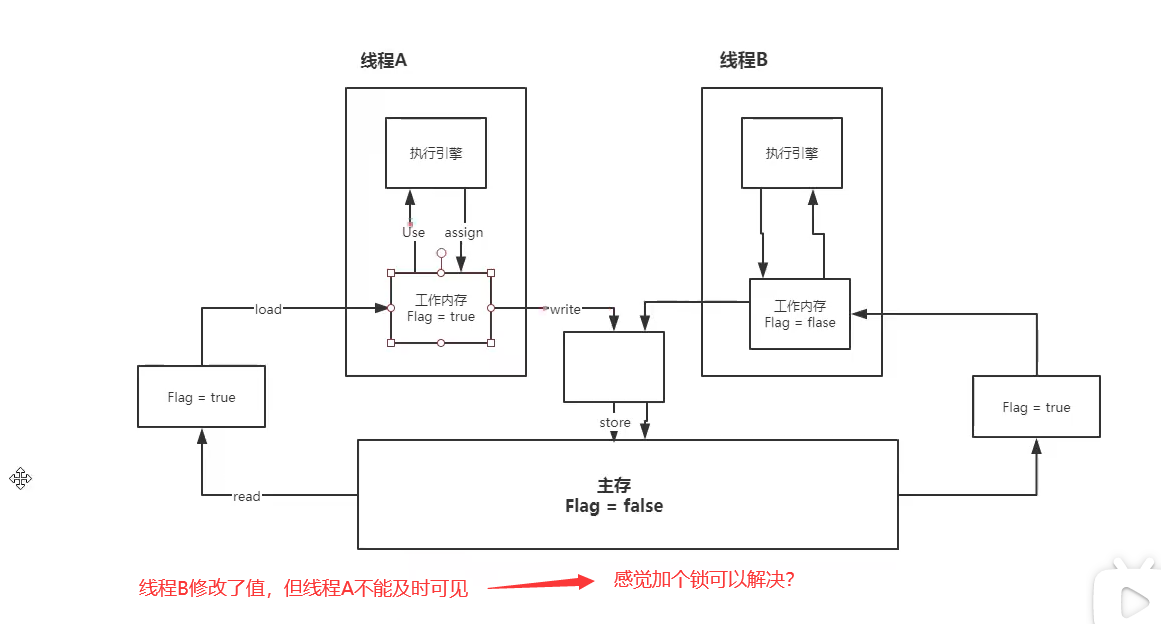 线程A
线程B
执行引擎
执行引擎
Use
assign
工作内存
Flag = true
工作内存
Flag = flase
load
write
Flag = true
Flag = true
store
read
主存
Flag = false
线程B修改了值，但线程A不能及时可见
感觉加个锁可以解决？